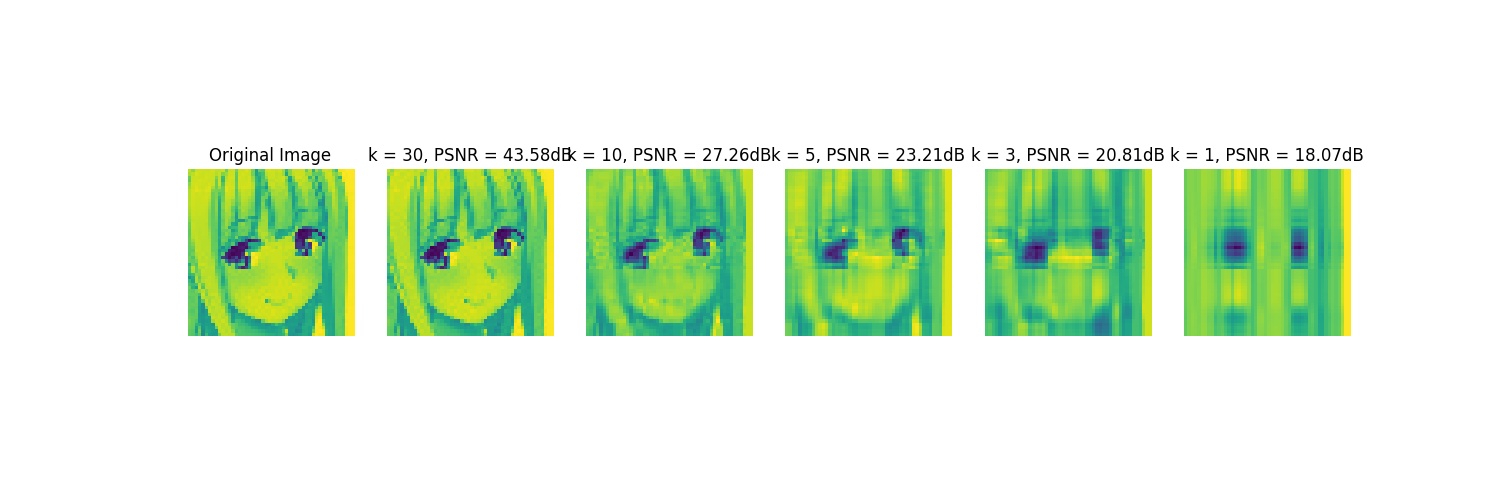 Original Image
k = 30, PSNR = 43.58dB
k = 10, PSNR = 27.26dB
k = 5, PSNR = 23.21dB
k = 3, PSNR = 20.81dB
k = 1, PSNR = 18.07dB